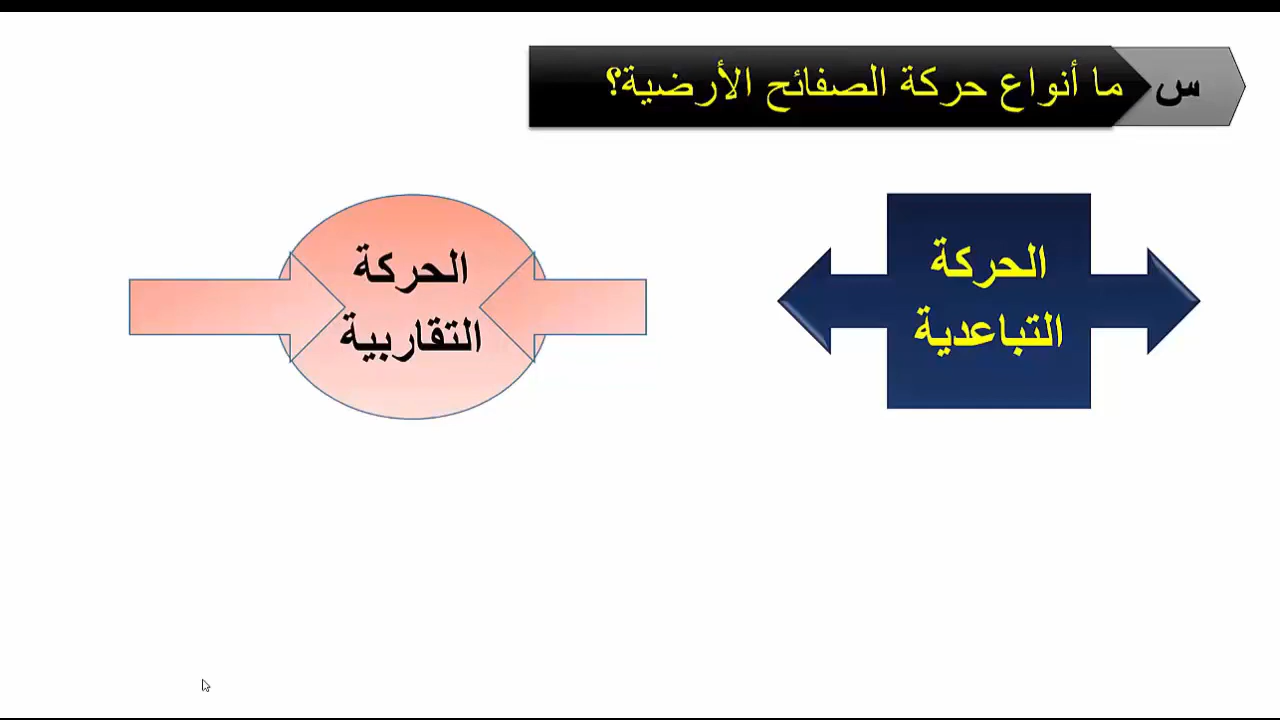 س
ما أنواع حركة الصفائح الأرضية؟
الحركة
التباعدية
الحركة
التقاربية